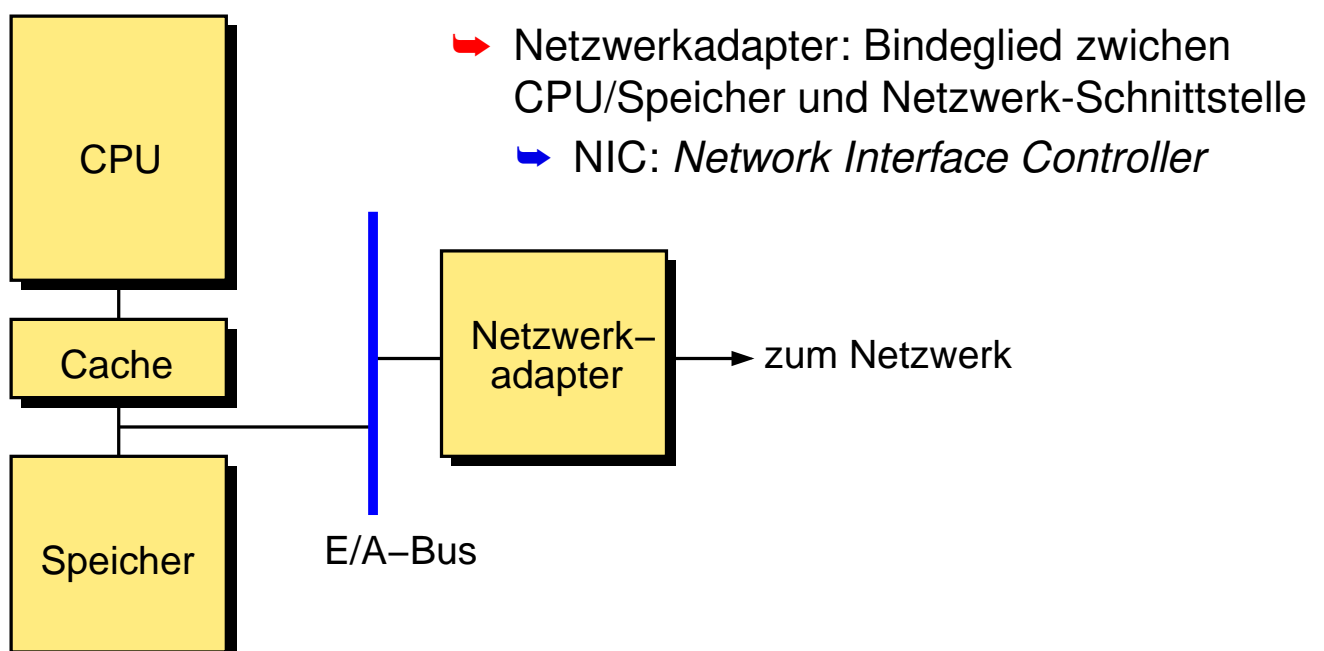 Netzwerkadapter: Bindeglied zwichen
CPU/Speicher und Netzwerk-Schnittstelle
NIC: Network Interface Controller
CPU
Cache
Speicher
E/A−Bus
Netzwerk−
adapter
zum Netzwerk